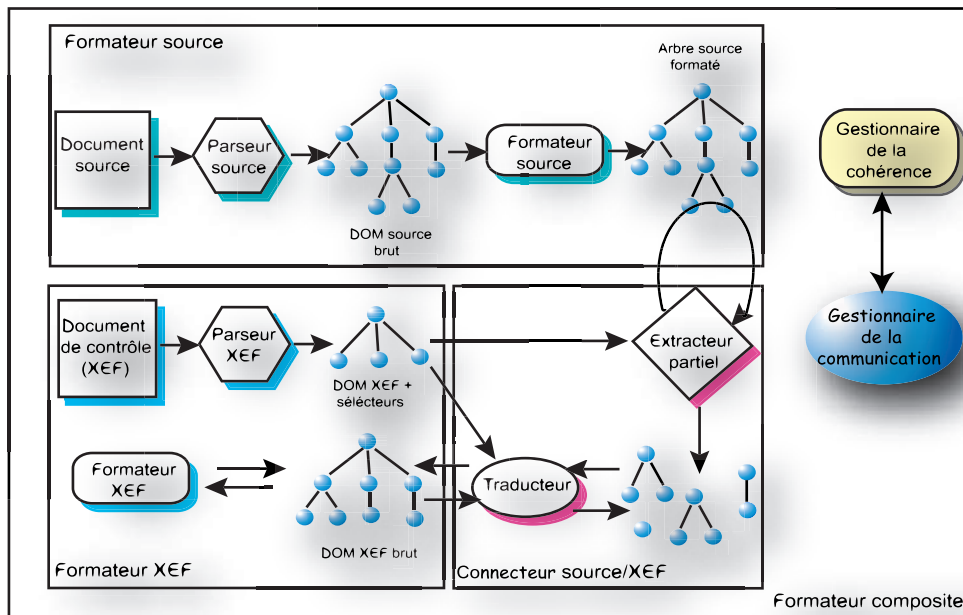 Formateur source
Arbre source
formaté
Document
source
Parseur
source
Formateur
source
DOM source
brut
Gestionnaire
de la
cohérence
Gestionnaire
de la
communication
Document
de contrôle
(XEF)
Parseur
XEF
DOM XEF +
sélécteurs
Extracteur
partiel
Formateur
XEF
Traducteur
DOM XEF brut
Formateur XEF
Connecteur source/XEF
Formateur composite